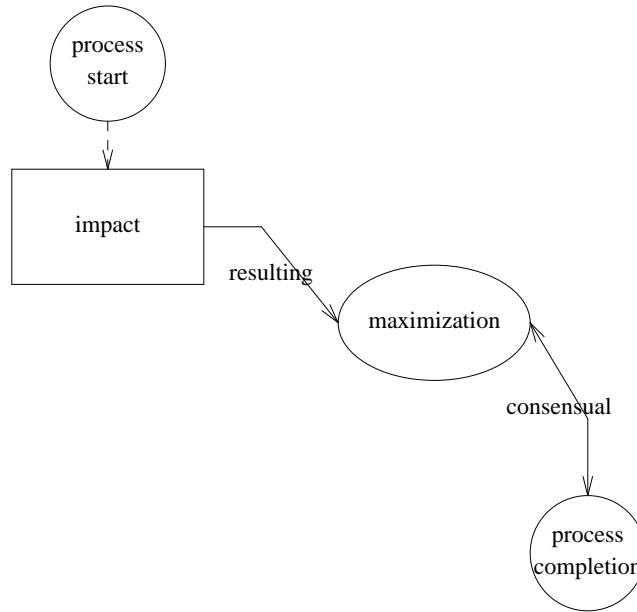 process
start
impact
resulting
maximization
consensual
process
completion